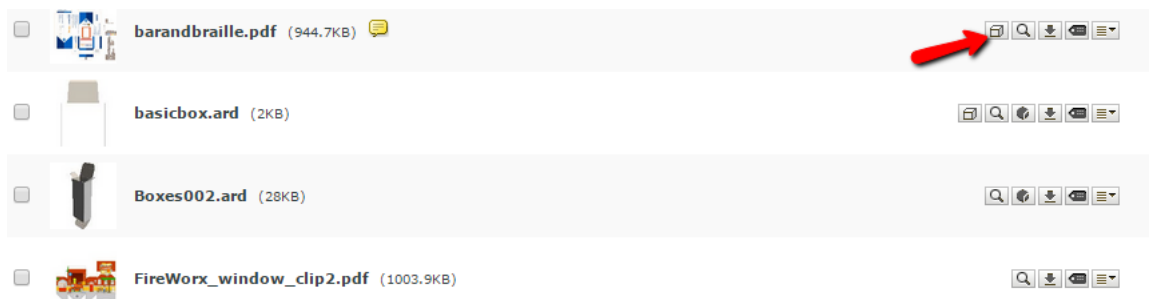 barandbraille.pdf (944.7KB)
basicbox.ard (2KB)
Boxes002.ard (28KB)
FireWorx_window_clip2.pdf (1003.9KB)